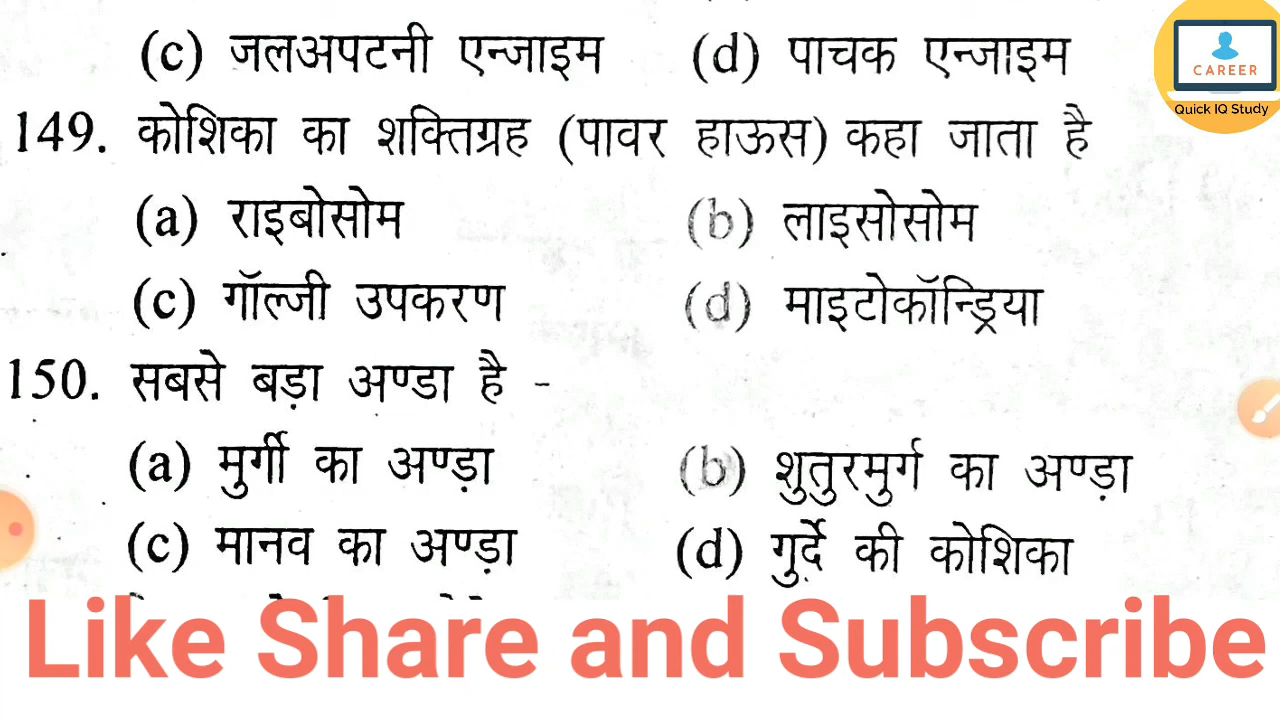 (c) जलअपटनी एन्जाइम (d) पाचक एन्जाइम
CAREER
Quick IQ Study
149. कोशिका का शक्तिग्रह (पावर हाऊस) कहा जाता है
(a) राइबोसोम (b) लाइसोसोम
(c) गॉल्जी उपकरण (d) माइटोकॉन्ड्रिया
150. सबसे बड़ा अण्डा है -
(a) मुर्गी का अण्ड़ा (b) शुतुरमुर्ग का अण्ड़ा
(c) मानव का अण्ड़ा (d) गुर्दे की कोशिका
Like Share and Subscribe